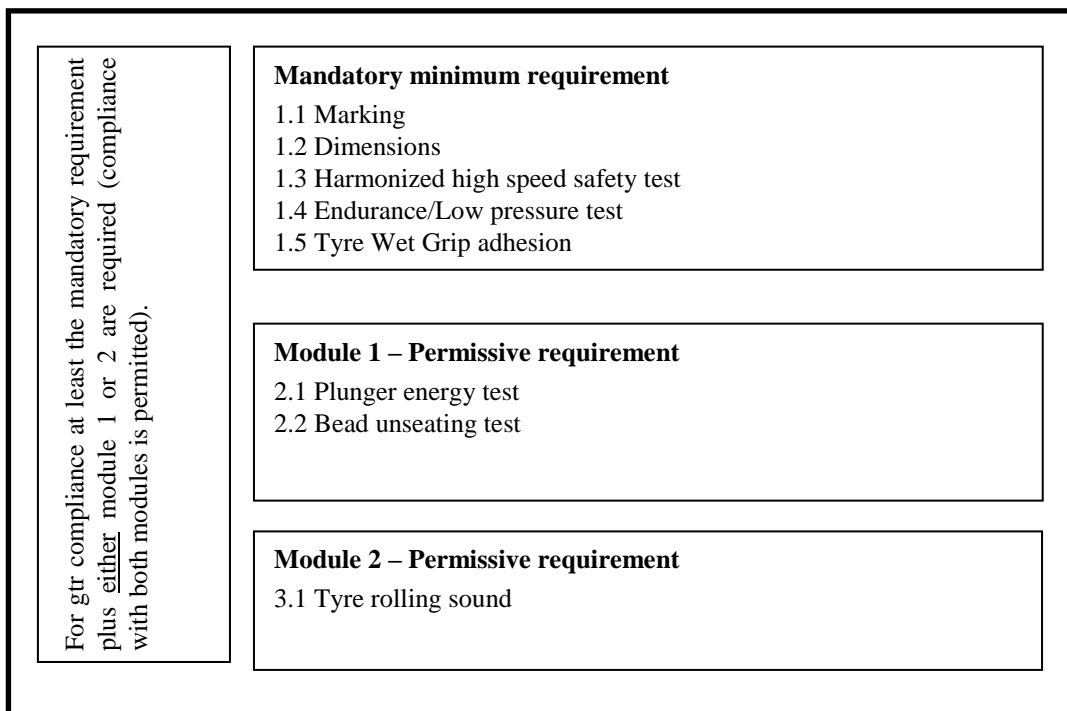 For gtr compliance at least the mandatory requirement
plus either module 1 or 2 are required (compliance
with both modules is permitted).
Mandatory minimum requirement
1.1 Marking
1.2 Dimensions
1.3 Harmonized high speed safety test
1.4 Endurance/Low pressure test
1.5 Tyre Wet Grip adhesion
Module 1 – Permissive requirement
2.1 Plunger energy test
2.2 Bead unseating test
Module 2 – Permissive requirement
3.1 Tyre rolling sound